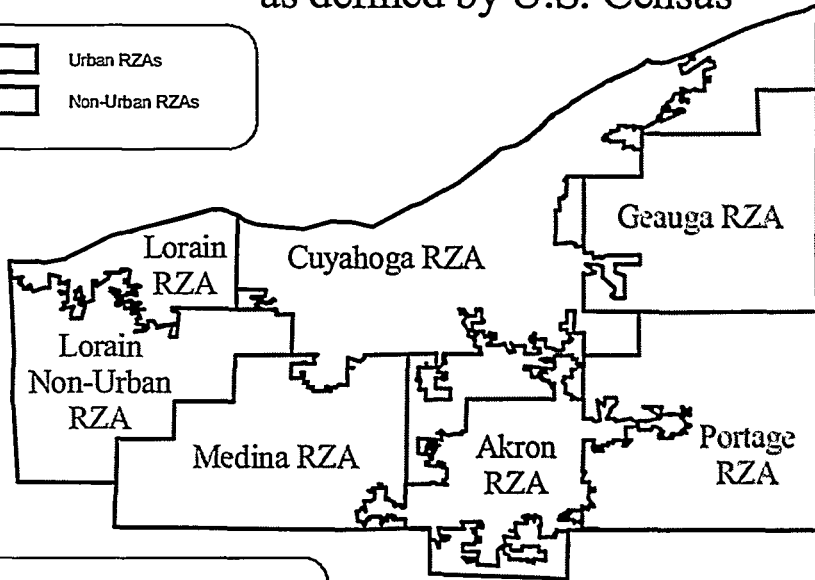 as defined by U.S. Census
Urban RZAs
Non-Urban RZAs
Geauga RZA
Lorain
RZA
Cuyahoga RZA
Lorain
Non-Urban
RZA
Medina RZA
Akron
RZA
Portage
RZA